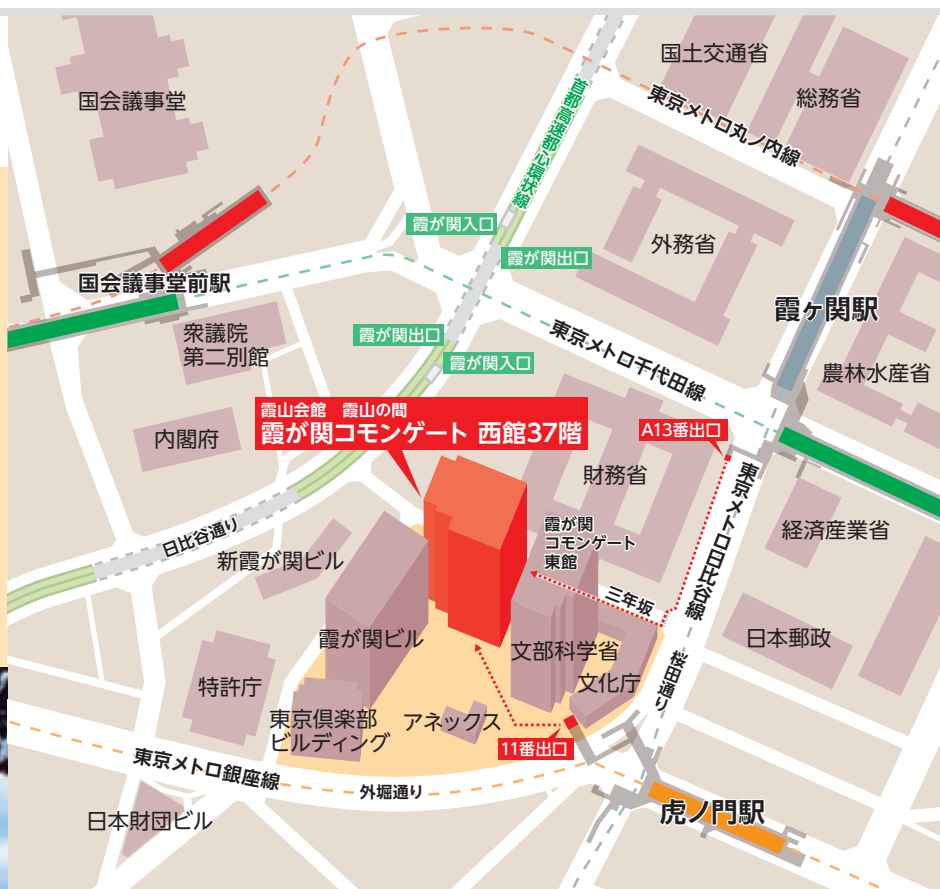 国土交通省
国会議事堂
総務省
東京メトロ丸ノ内線
首都高速都心環状線
霞が関入口
外務省
霞が関出口
国会議事堂前駅
霞ヶ関駅
衆議院
第二別館
霞が関出口
東京メトロ千代田線
霞が関入口
農林水産省
霞山会館 霞山の間
霞が関コモンゲート 西館37階
内閣府
A13番出口
財務省
東京メトロ日比谷線
経済産業省
霞が関
コモンゲート
東館
日比谷通り
新霞が関ビル
三年坂
霞が関ビル
文部科学省
日本郵政
桜田通り
特許庁
文化庁
東京倶楽部
ビルディング
アネックス
11番出口
東京メトロ銀座線
外堀通り
日本財団ビル
虎ノ門駅